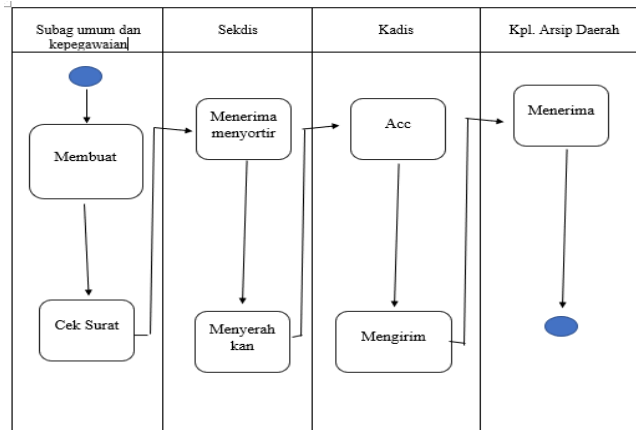 Subag umum dan
kepegawaian
Sekdis
Kadis
Kpl. Arsip Daerah
Membuat
Cek Surat
Menerima
menyortir
Menyerah
kan
Acc
Mengirim
Menerima